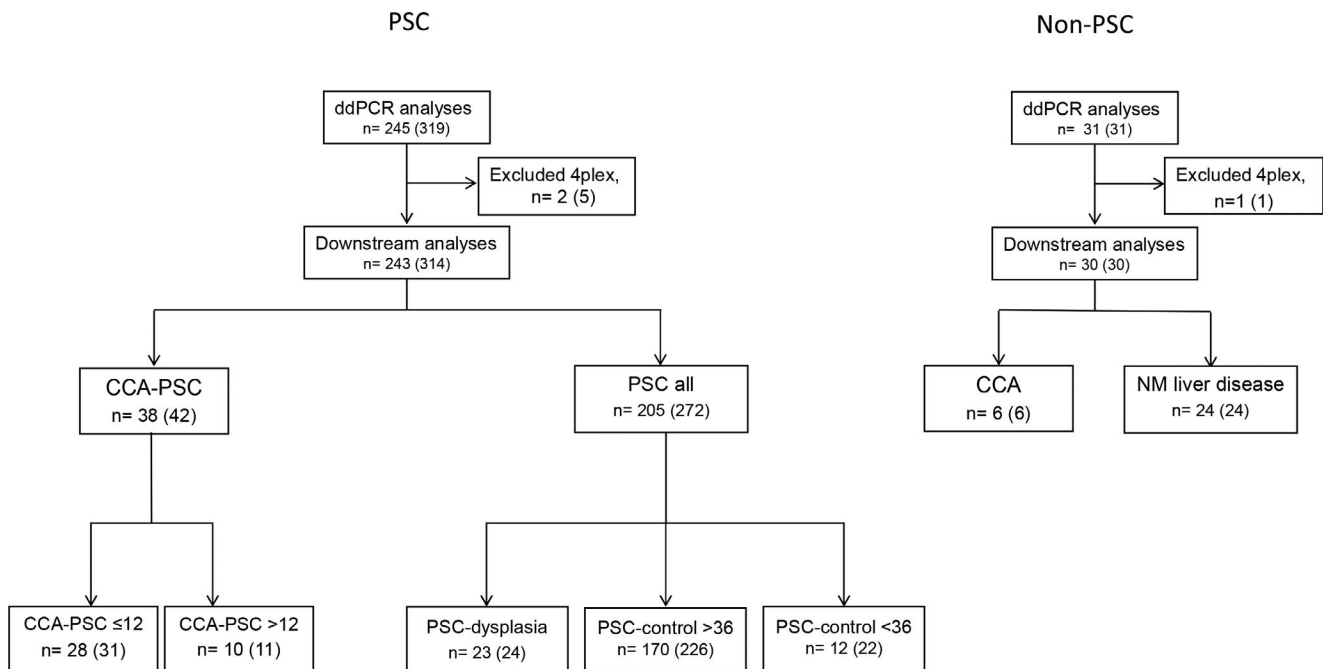 PSC
Non-PSC
ddPCR analyses
n= 245 (319)
Excluded 4plex,
n= 2 (5)
Downstream analyses
n= 243 (314)
CCA-PSC
n= 38 (42)
PSC all
n= 205 (272)
CCA-PSC ≤12
n= 28 (31)
CCA-PSC >12
n= 10 (11)
PSC-dysplasia
n= 23 (24)
PSC-control >36
n= 170 (226)
PSC-control <36
n= 12 (22)
ddPCR analyses
n= 31 (31)
Excluded 4plex,
n=1 (1)
Downstream analyses
n= 30 (30)
CCA
n= 6 (6)
NM liver disease
n= 24 (24)